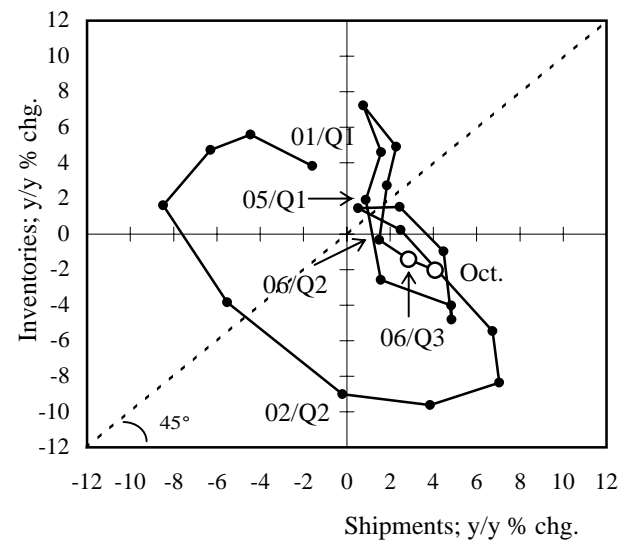 Inventories; y/y % chg.
12
10
8
6
4
2
0
-2
-4
-6
-8
-10
-12
01/Q1
05/Q1
06/Q2
Oct.
06/Q3
02/Q2
45°
-12 -10 -8 -6 -4 -2 0 2 4 6 8 10 12
Shipments; y/y % chg.